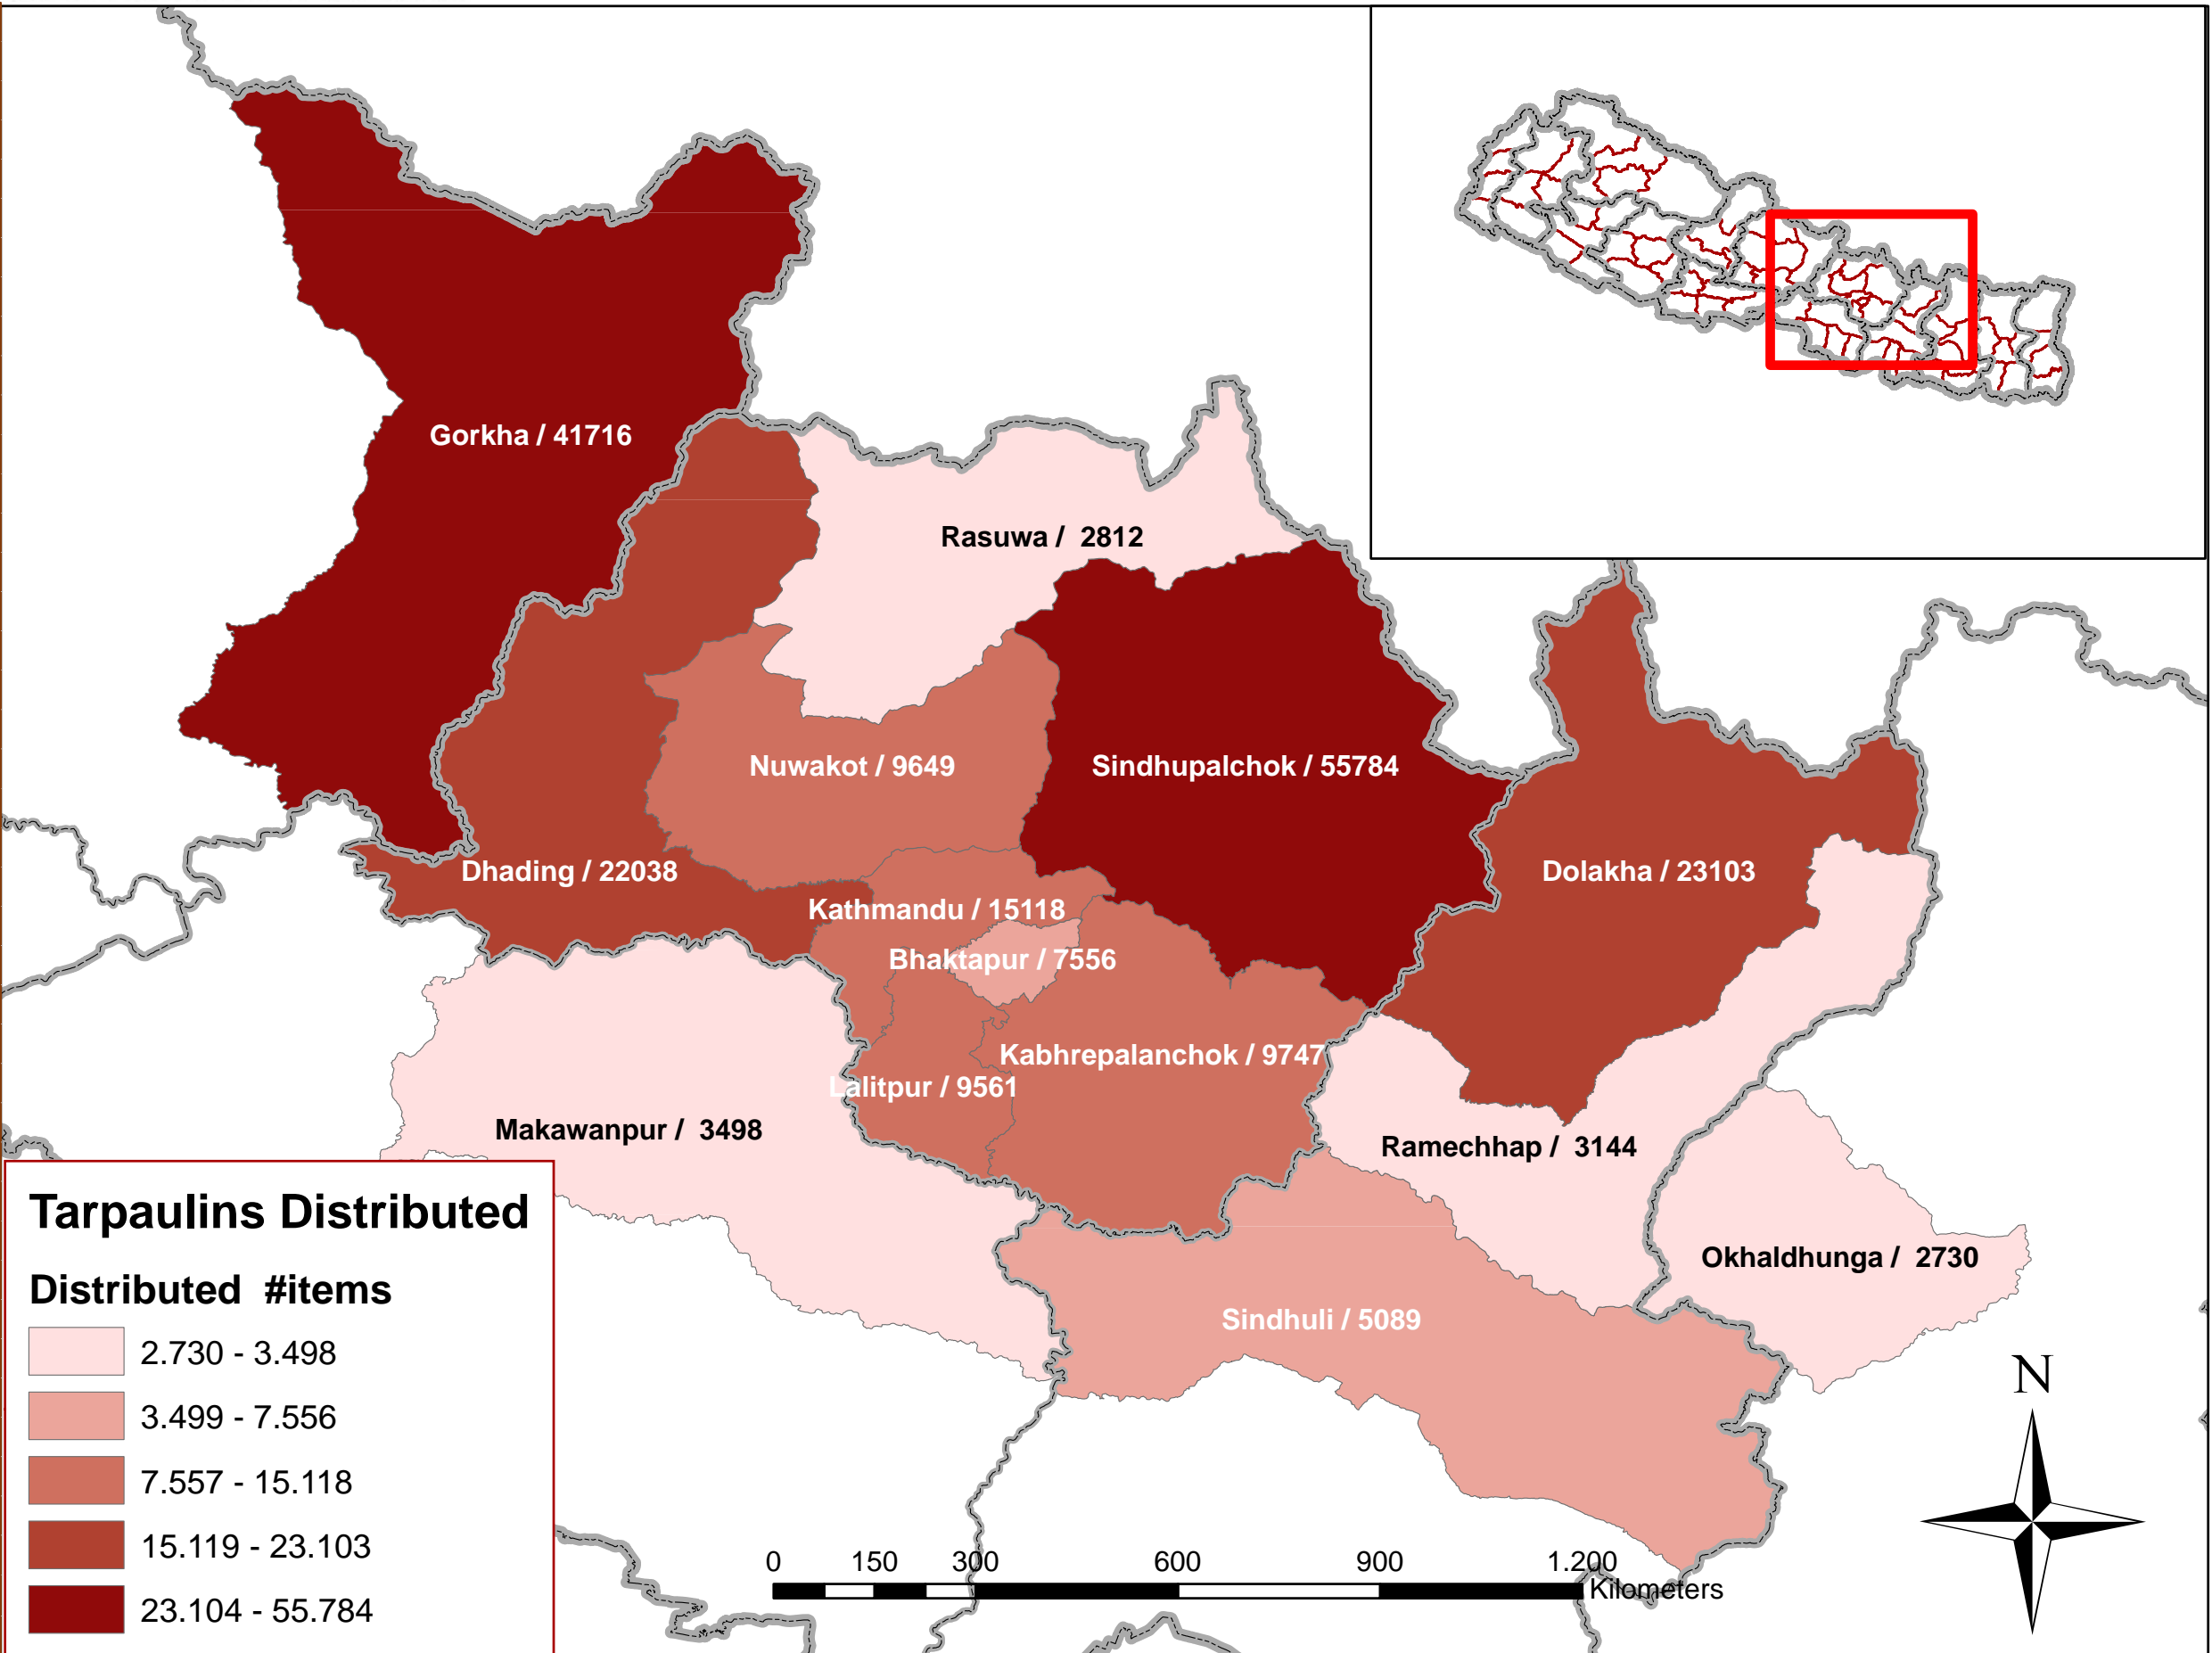 Gorkha / 41716
Rasuwa /  2812
Nuwakot / 9649
Sindhupalchok / 55784
Dhading / 22038
Dolakha / 23103
Kathmandu / 15118
Bhaktapur / 7556
Kabhrepalanchok / 9747
Lalitpur / 9561
Makawanpur /  3498
Ramechhap /  3144
Okhaldhunga /  2730
Sindhuli / 5089
Tarpaulins Distributed
Distributed  #items
2.730 - 3.498
3.499 - 7.556
7.557 - 15.118
15.119 - 23.103
23.104 - 55.784
N
0 150 300 600 900 1.200
Kilometers